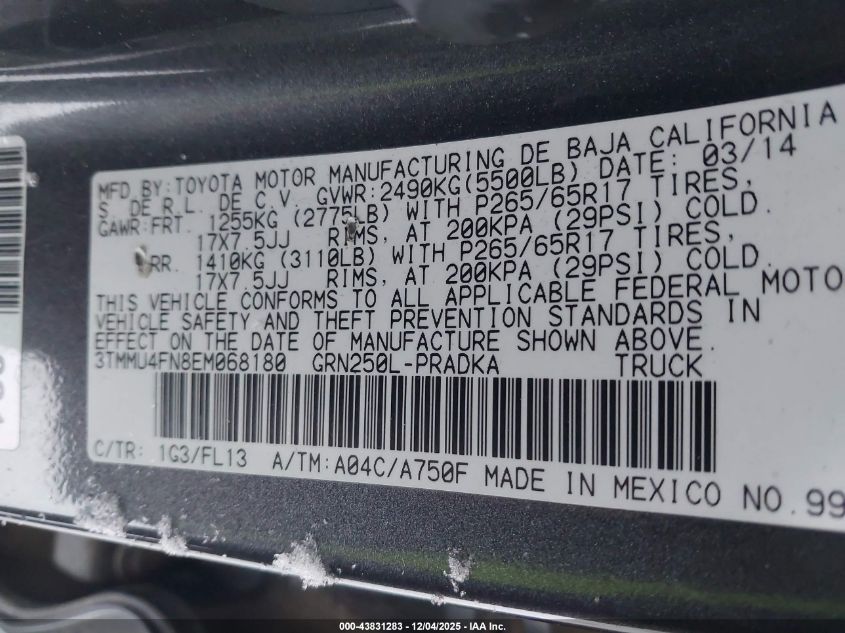 MFD BY:TOYOTA MOTOR MANUFACTURING DE BAJA CALIFORNIA
S. DE R.L. DE C.V. GVWR:2490KG(5500LB) DATE: 03/14
GAWR:FRT. 1255KG (2775LB) WITH P265/65R17 TIRES,
17X7.5JJ RIMS, AT 200KPA (29PSI) COLD.
RR. 1410KG (3110LB) WITH P265/65R17 TIRES,
17X7.5JJ RIMS, AT 200KPA (29PSI) COLD.
THIS VEHICLE CONFORMS TO ALL APPLICABLE FEDERAL MOTO
VEHICLE SAFETY AND THEFT PREVENTION STANDARDS IN
EFFECT ON THE DATE OF MANUFACTURE SHOWN ABOVE.
3TMMU4FN8EM068180 GRN250L-PRADKA TRUCK
C/TR: 1G3/FL13 A/TM:A04C/A750F MADE IN MEXICO NO.99
000-43831283 - 12/04/2025 - IAA Inc.